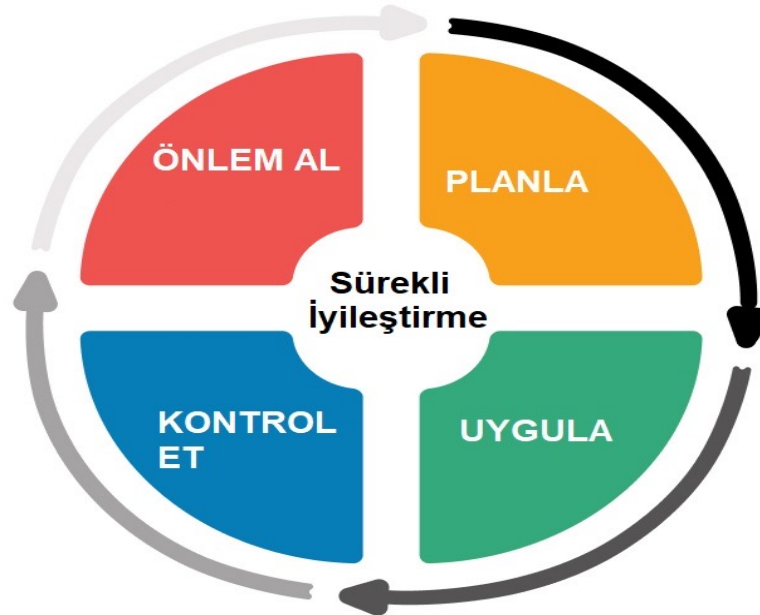 ÖNLEM AL
PLANLA
Sürekli
İyileştirme
KONTROL
ET
UYGULA